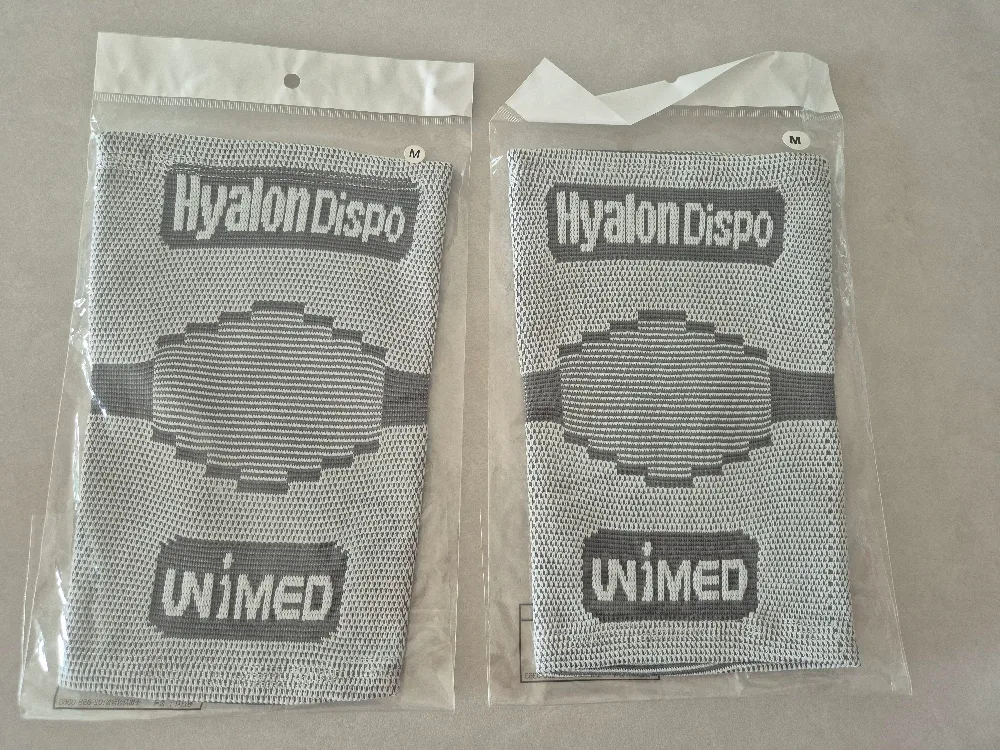 M
Hyalon Dispo
UNiMED
M
Hyalon Dispo
UNiMED